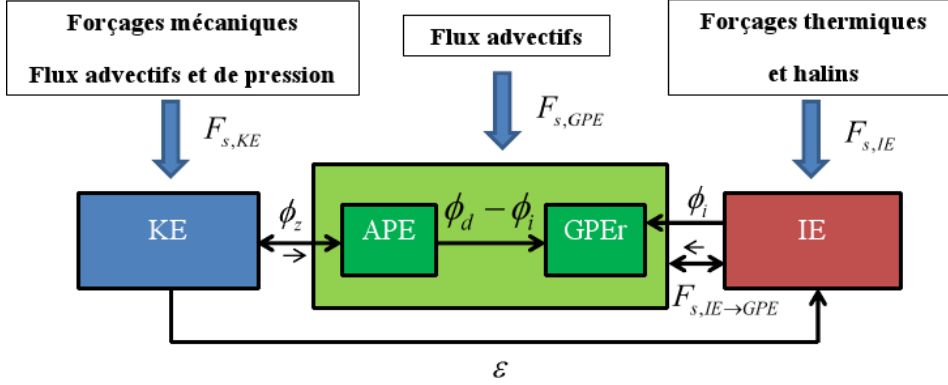 Forçages mécaniques
Flux advectifs et de pression
Flux advectifs
Forçages thermiques
et halins
F_{s,KE}
F_{s,GPE}
F_{s,IE}
KE
ϕ_z
APE
ϕ_d − ϕ_i
GPEr
ϕ_i
IE
F_{s,IE→GPE}
ε